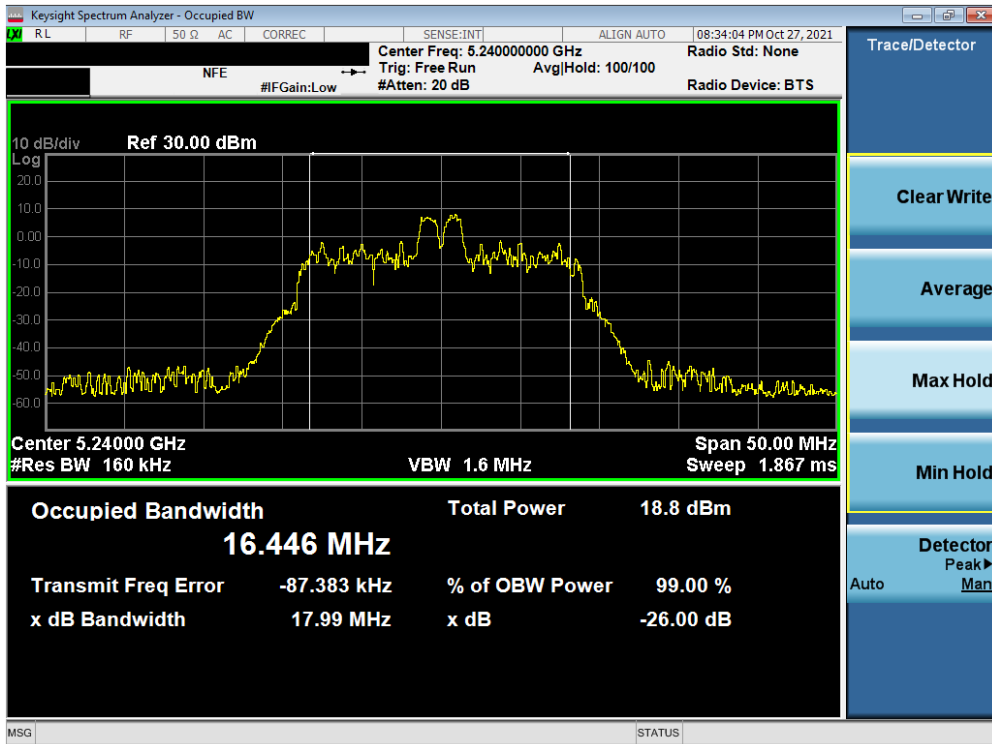 Keysight Spectrum Analyzer - Occupied BW
LXI RL RF 50 Ω AC CORREC SENSE:INT ALIGN AUTO 08:34:04 PM Oct 27, 2021
Center Freq: 5.240000000 GHz Radio Std: None
NFE Trig: Free Run Avg|Hold: 100/100
#IFGain:Low #Atten: 20 dB Radio Device: BTS
Trace/Detector
10 dB/div Ref 30.00 dBm
Log
20.0
10.0
0.00
-10.0
-20.0
-30.0
-40.0
-50.0
-60.0
Center 5.24000 GHz Span 50.00 MHz
#Res BW 160 kHz VBW 1.6 MHz Sweep 1.867 ms
Occupied Bandwidth Total Power 18.8 dBm
16.446 MHz
Transmit Freq Error -87.383 kHz % of OBW Power 99.00 %
x dB Bandwidth 17.99 MHz x dB -26.00 dB
Clear Write
Average
Max Hold
Min Hold
Detector
Peak▶
Auto Man
MSG STATUS